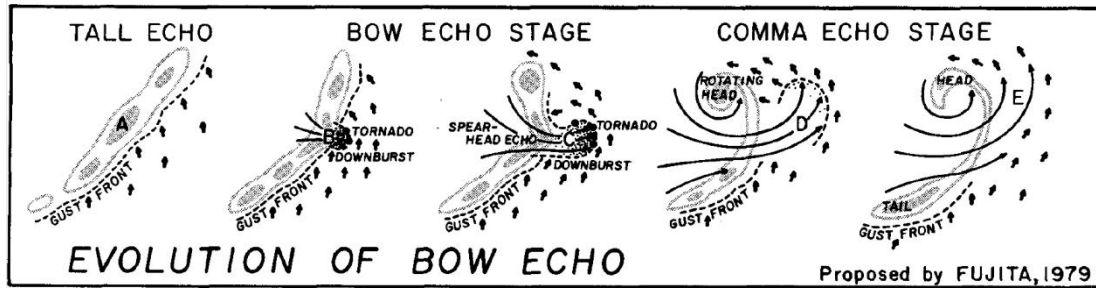 TALL ECHO
BOW ECHO STAGE
COMMA ECHO STAGE
A
GUST FRONT
B
TORNADO
DOWNBURST
GUST FRONT
SPEAR-
HEAD ECHO
C
TORNADO
DOWNBURST
GUST FRONT
ROTATING
HEAD
D
GUST FRONT
HEAD
E
TAIL
GUST FRONT
EVOLUTION OF BOW ECHO
Proposed by FUJITA, 1979